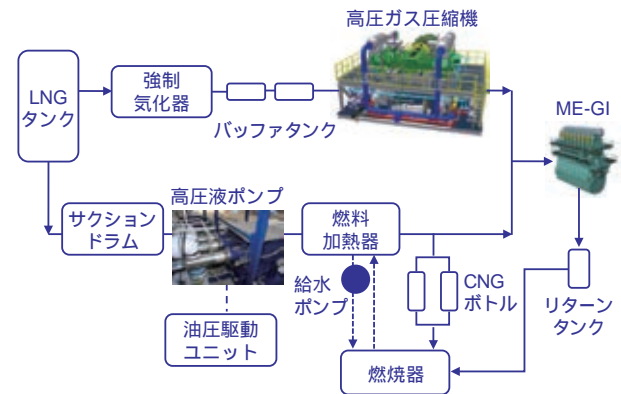 高圧ガス圧縮機
LNG
タンク
強制
気化器
バッファタンク
ME-GI
サクション
ドラム
高圧液ポンプ
燃料
加熱器
給水
ポンプ
CNG
ボトル
リターン
タンク
油圧駆動
ユニット
燃焼器